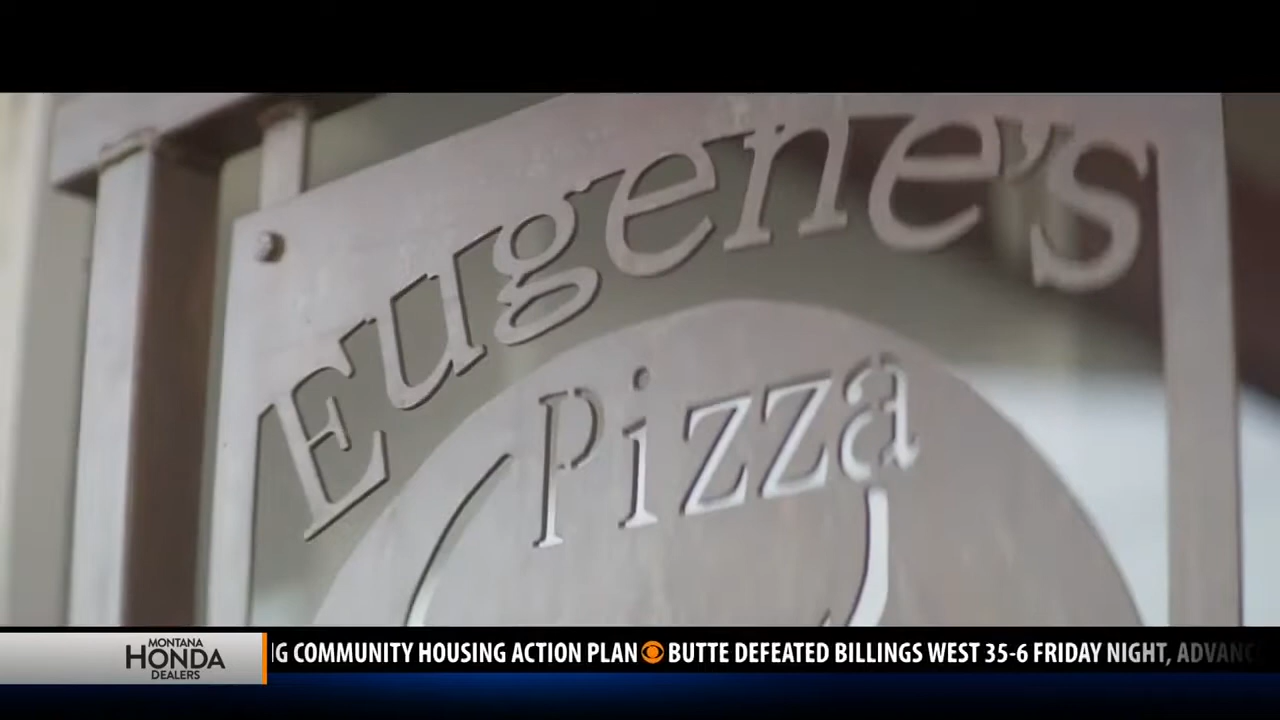 Eugene's
Pizza
MONTANA
HONDA
DEALERS
G COMMUNITY HOUSING ACTION PLAN
BUTTE DEFEATED BILLINGS WEST 35-6 FRIDAY NIGHT,